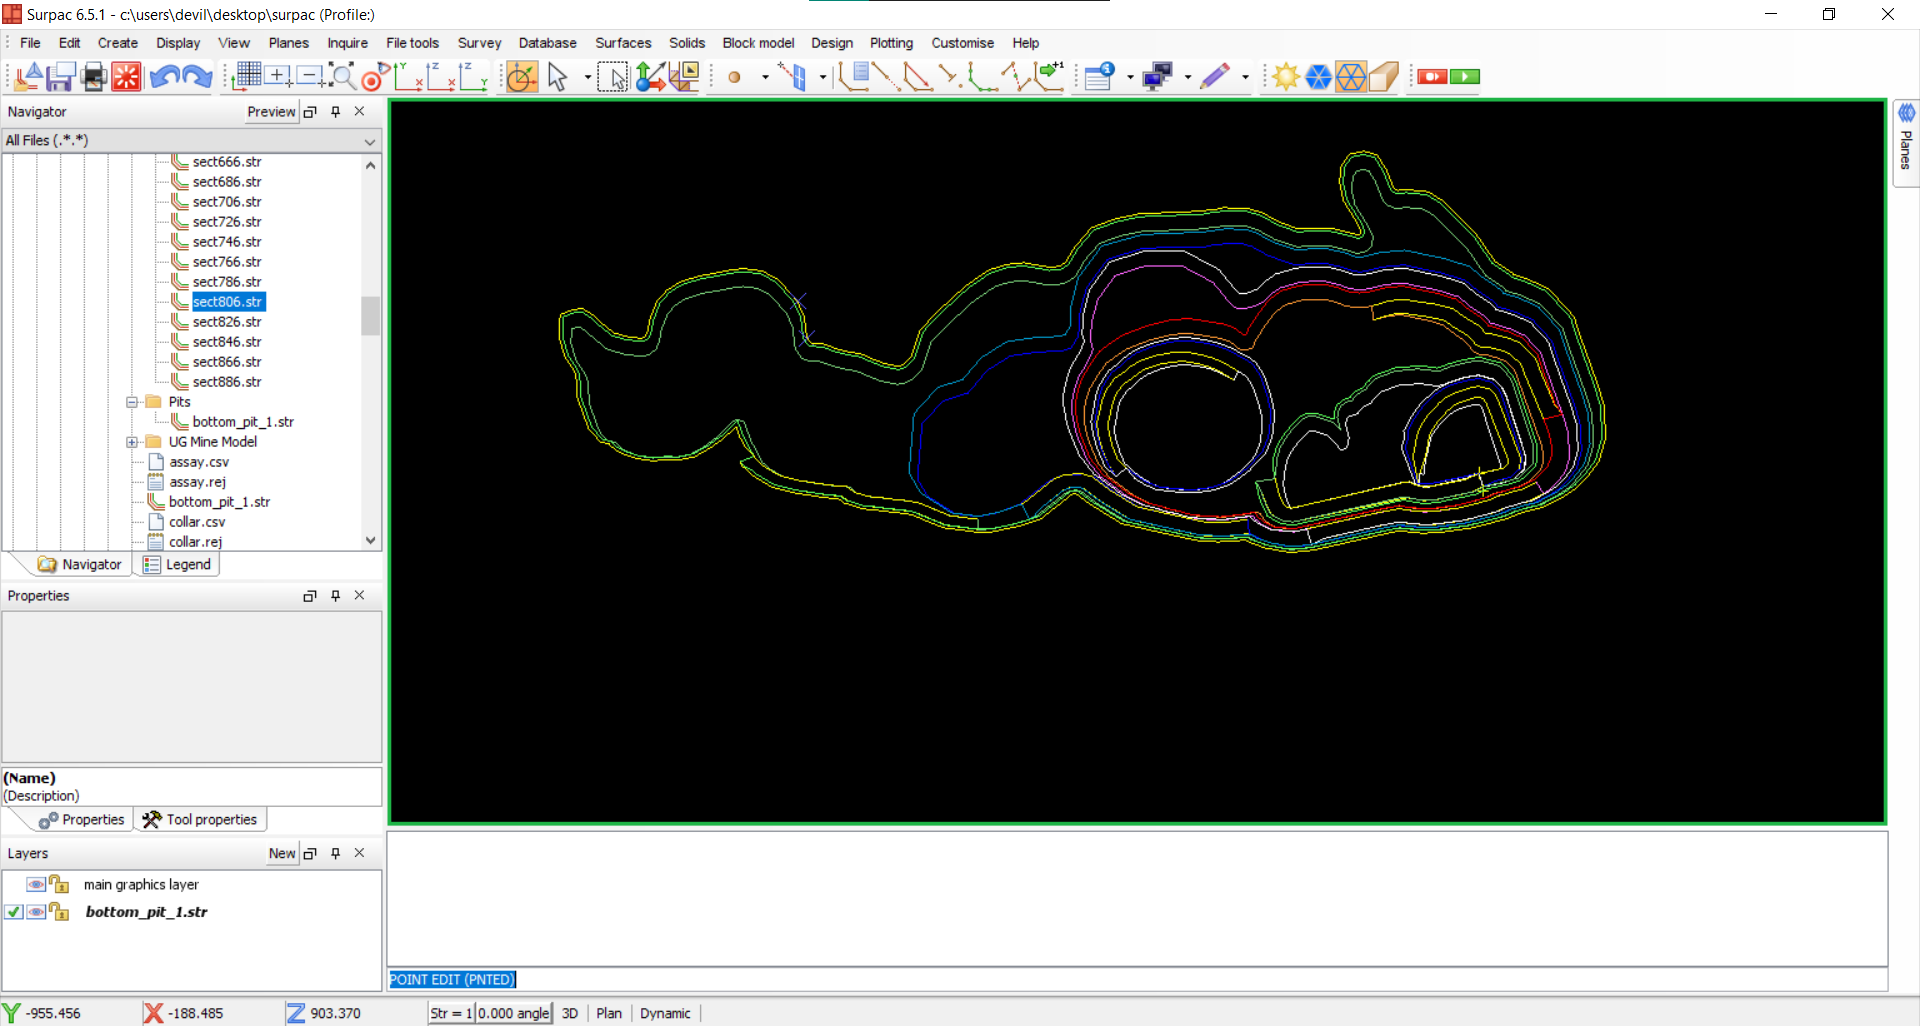 Surpac 6.5.1 - c:\users\devil\desktop\surpac (Profile:)
File Edit Create Display View Planes Inquire File tools Survey Database Surfaces Solids Block model Design Plotting Customise Help
Navigator Preview
All Files (.*.*)
sect666.str
sect686.str
sect706.str
sect726.str
sect746.str
sect766.str
sect786.str
sect806.str
sect826.str
sect846.str
sect866.str
sect886.str
Pits
bottom_pit_1.str
UG Mine Model
assay.csv
assay.rej
bottom_pit_1.str
collar.csv
collar.rej
Navigator Legend
Properties
(Name)
(Description)
Properties Tool properties
Layers New
main graphics layer
bottom_pit_1.str
Planes
POINT EDIT (PNTED)
Y -955.456 X -188.485 Z 903.370 Str = 1 0.000 angle 3D Plan Dynamic